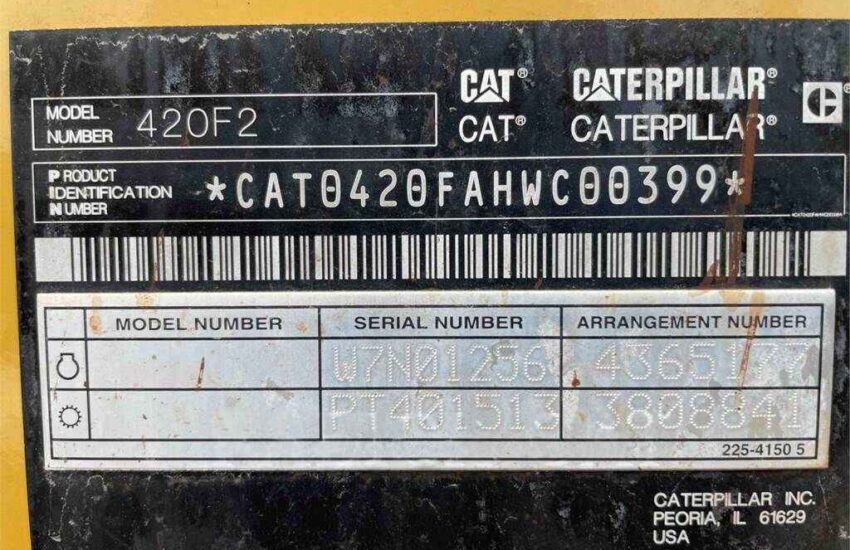 CAT® CATERPILLAR®
MODEL NUMBER 420F2
CAT® CATERPILLAR®
PRODUCT IDENTIFICATION NUMBER *CAT0420FAHWC00399*
MODEL NUMBER SERIAL NUMBER ARRANGEMENT NUMBER
W7N01256 4365177
PT401513 3808841
225-4150 5
CATERPILLAR INC.
PEORIA, IL 61629
USA